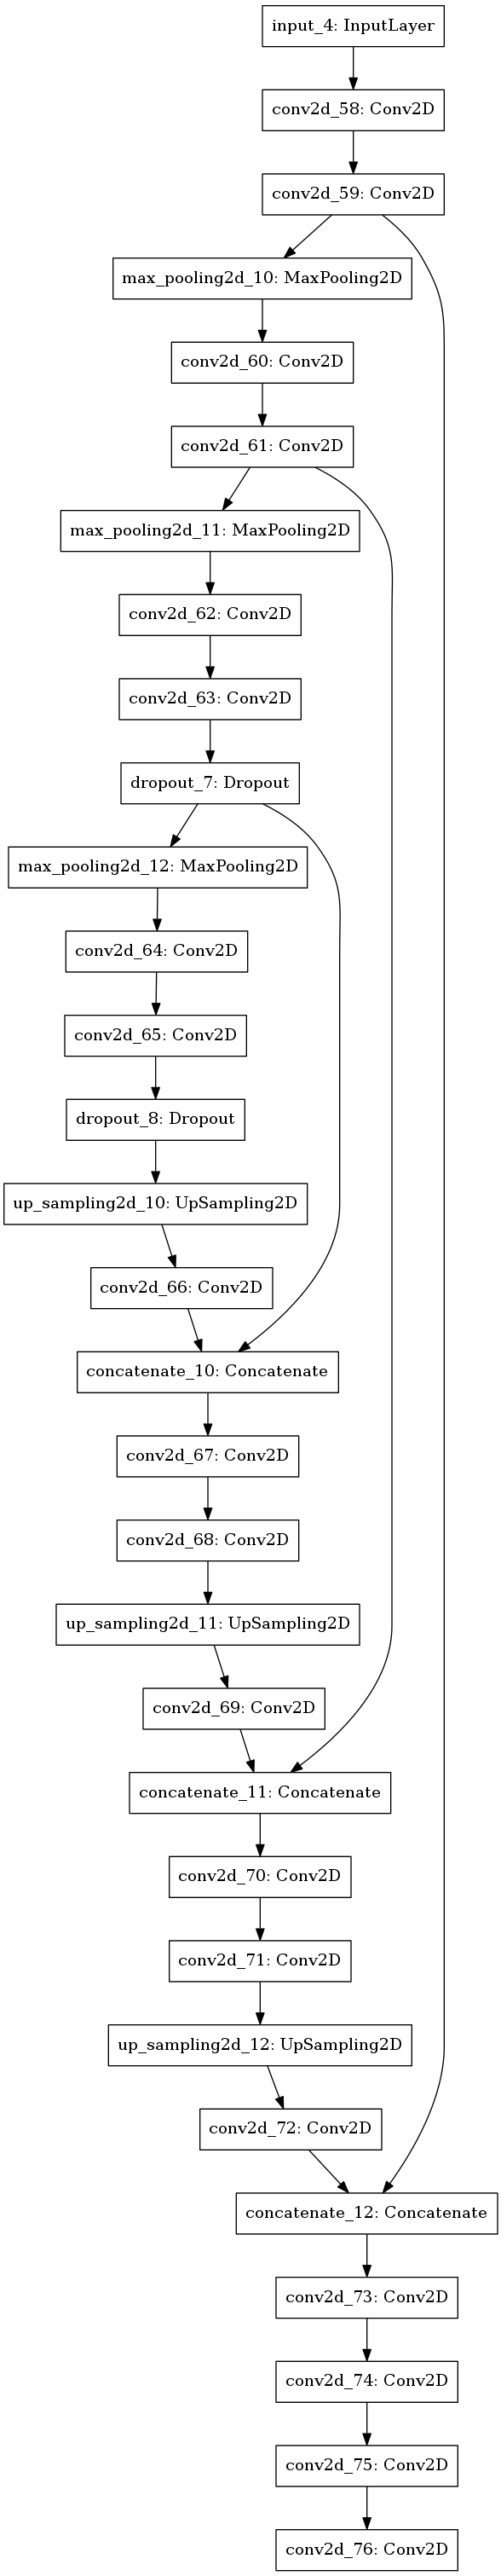 input_4: InputLayer
conv2d_58: Conv2D
conv2d_59: Conv2D
max_pooling2d_10: MaxPooling2D
conv2d_60: Conv2D
conv2d_61: Conv2D
max_pooling2d_11: MaxPooling2D
conv2d_62: Conv2D
conv2d_63: Conv2D
dropout_7: Dropout
max_pooling2d_12: MaxPooling2D
conv2d_64: Conv2D
conv2d_65: Conv2D
dropout_8: Dropout
up_sampling2d_10: UpSampling2D
conv2d_66: Conv2D
concatenate_10: Concatenate
conv2d_67: Conv2D
conv2d_68: Conv2D
up_sampling2d_11: UpSampling2D
conv2d_69: Conv2D
concatenate_11: Concatenate
conv2d_70: Conv2D
conv2d_71: Conv2D
up_sampling2d_12: UpSampling2D
conv2d_72: Conv2D
concatenate_12: Concatenate
conv2d_73: Conv2D
conv2d_74: Conv2D
conv2d_75: Conv2D
conv2d_76: Conv2D